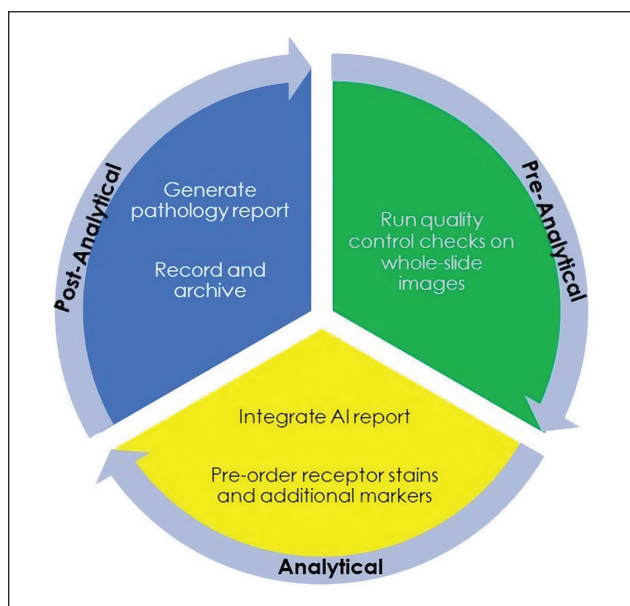 Post-Analytical
Generate
pathology report
Record and
archive
Pre-Analytical
Run quality
control checks on
whole-slide
images
Integrate AI report
Pre-order receptor stains
and additional markers
Analytical